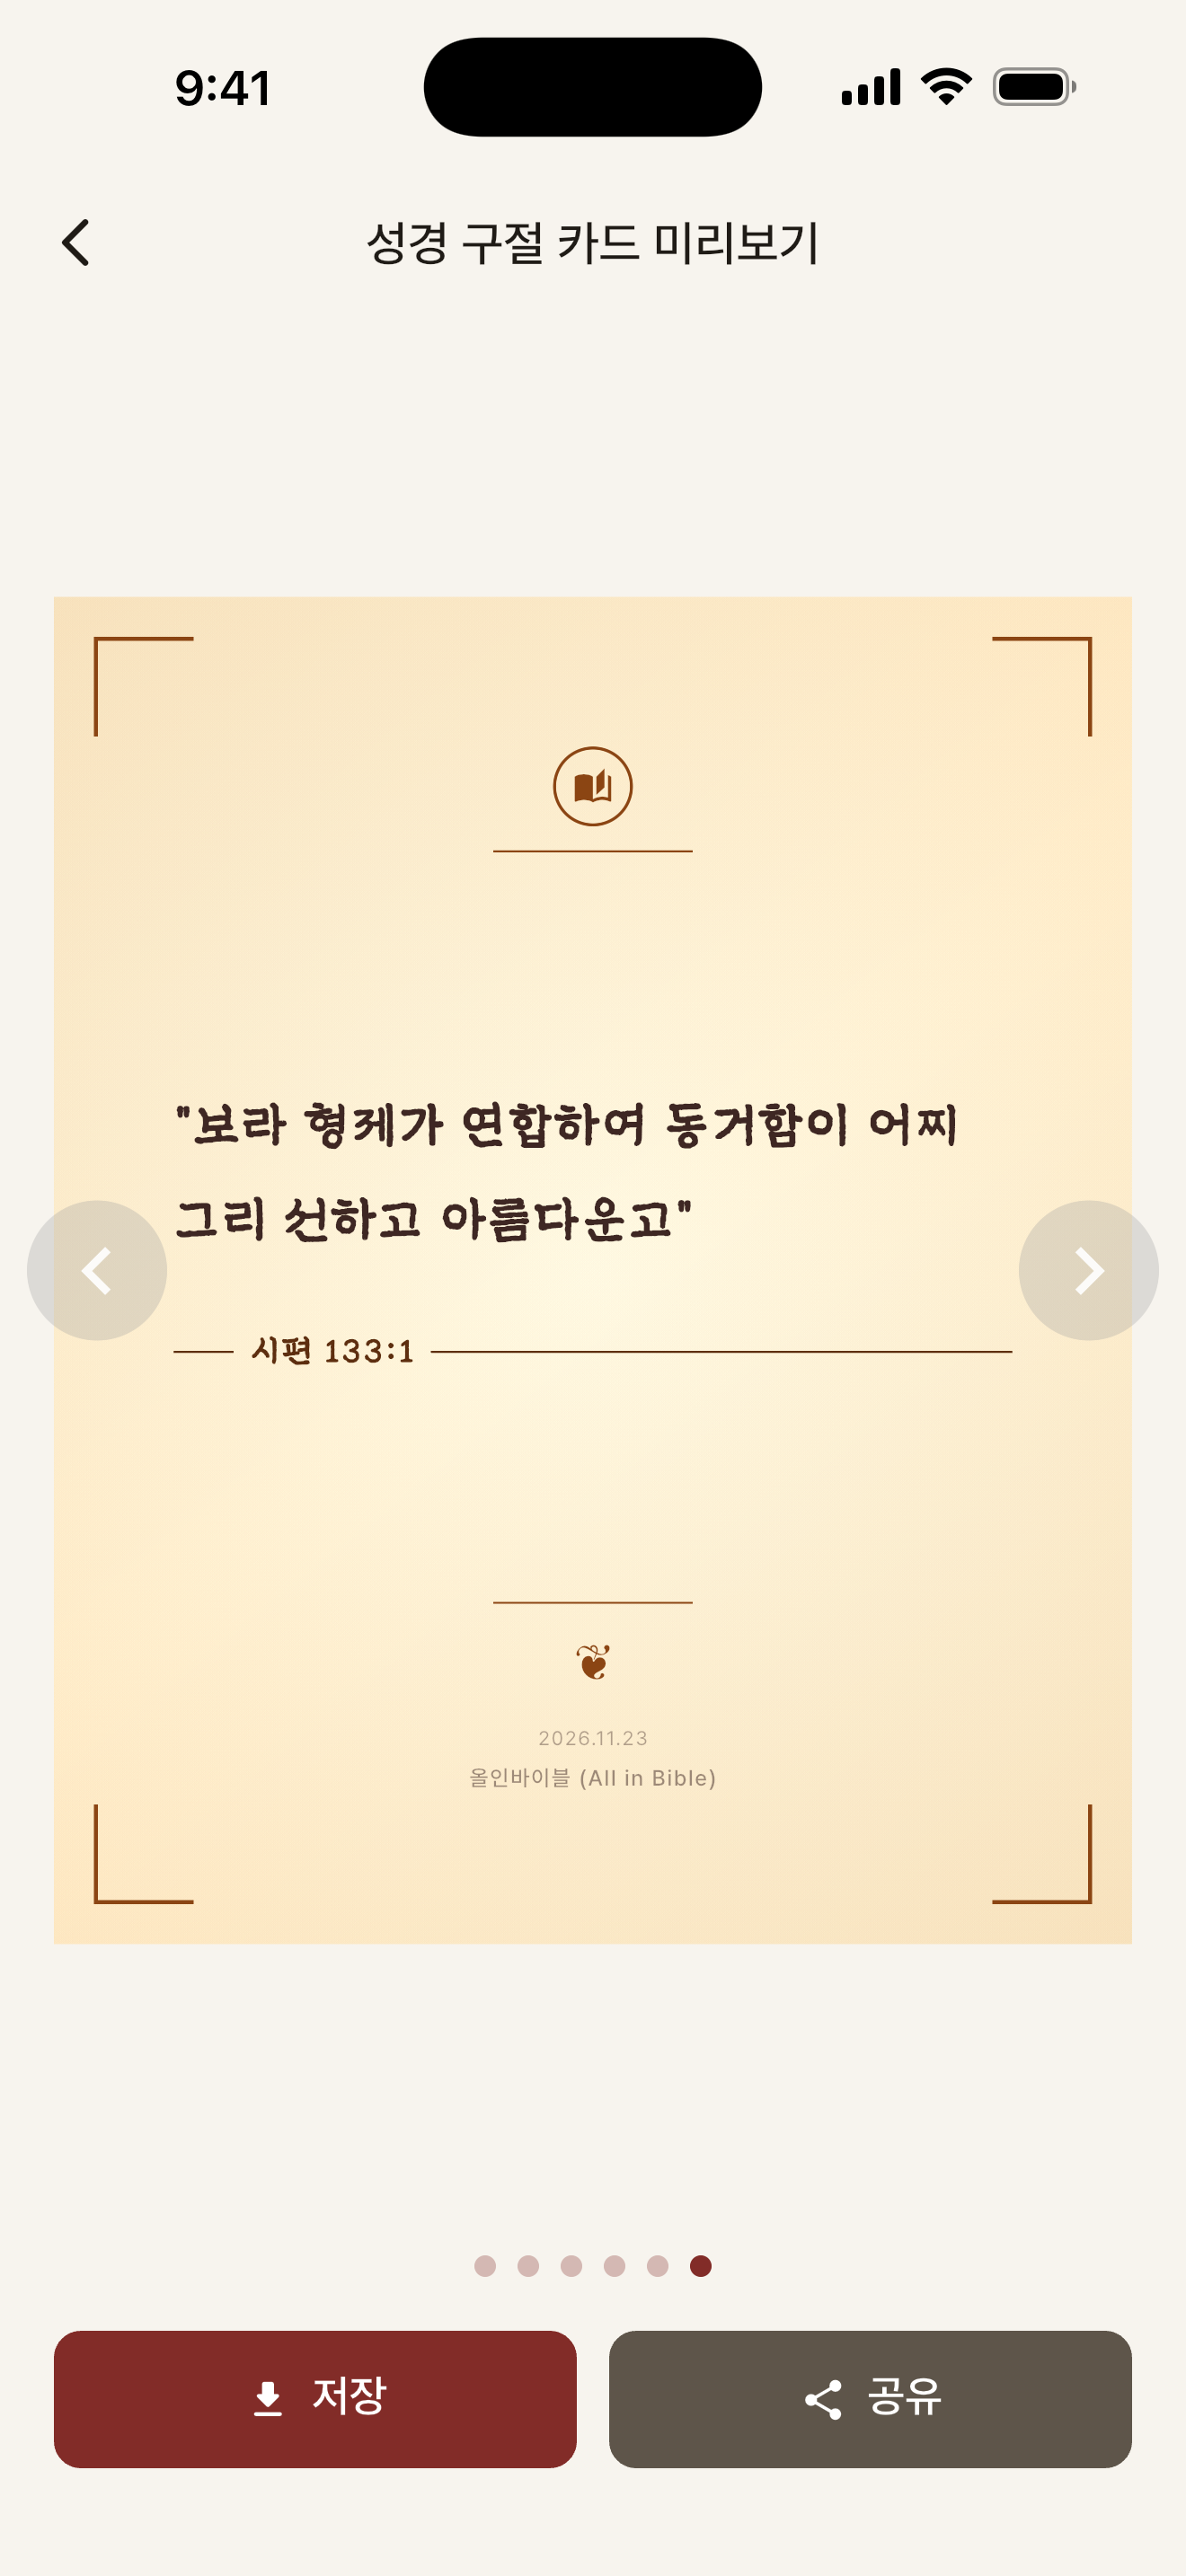 9:41
성경 구절 카드 미리보기
"보라 형제가 연합하여 동거함이 어찌
그리 선하고 아름다운고"
시편 133:1
❦
2026.11.23
올인바이블 (All in Bible)
저장
공유